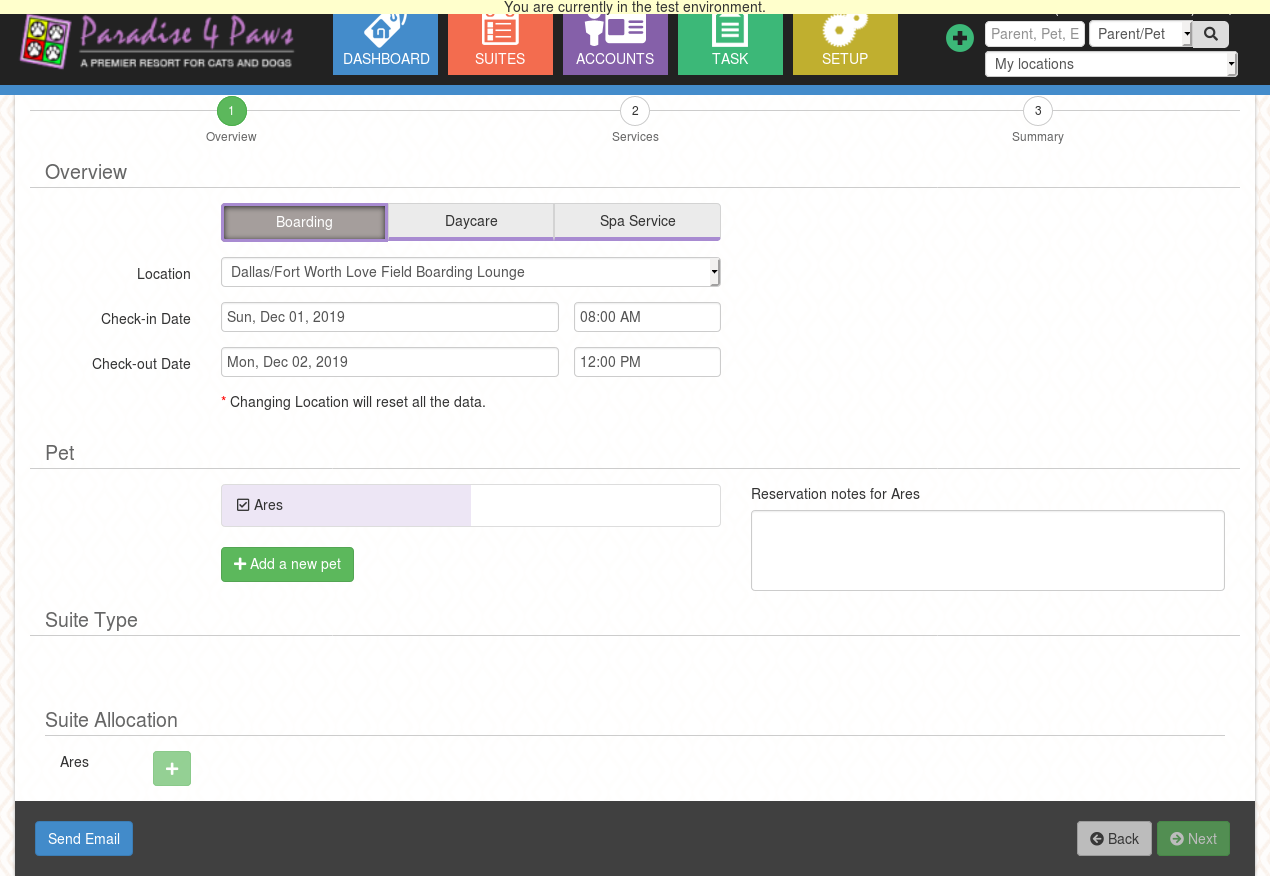 You are currently in the test environment.
Paradise 4 Paws
A PREMIER RESORT FOR CATS AND DOGS
DASHBOARD
SUITES
ACCOUNTS
TASK
SETUP
Parent, Pet, E
Parent/Pet
My locations
1
2
3
Overview
Services
Summary
Overview
Boarding
Daycare
Spa Service
Location
Dallas/Fort Worth Love Field Boarding Lounge
Check-in Date
Sun, Dec 01, 2019
08:00 AM
Check-out Date
Mon, Dec 02, 2019
12:00 PM
* Changing Location will reset all the data.
Pet
Ares
Reservation notes for Ares
Add a new pet
Suite Type
Suite Allocation
Ares
Send Email
Back
Next